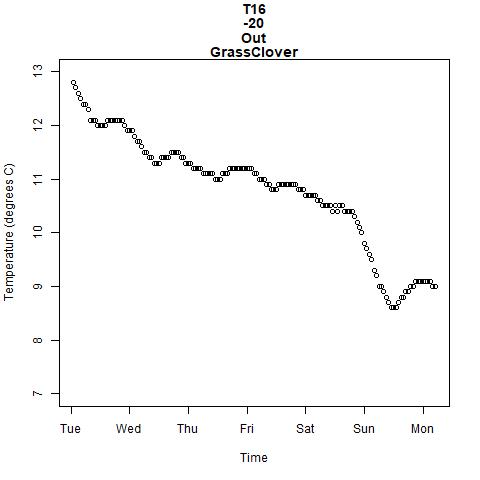 T16
-20
Out
GrassClover
Temperature (degrees C)
13
12
11
10
9
8
7
Tue Wed Thu Fri Sat Sun Mon
Time